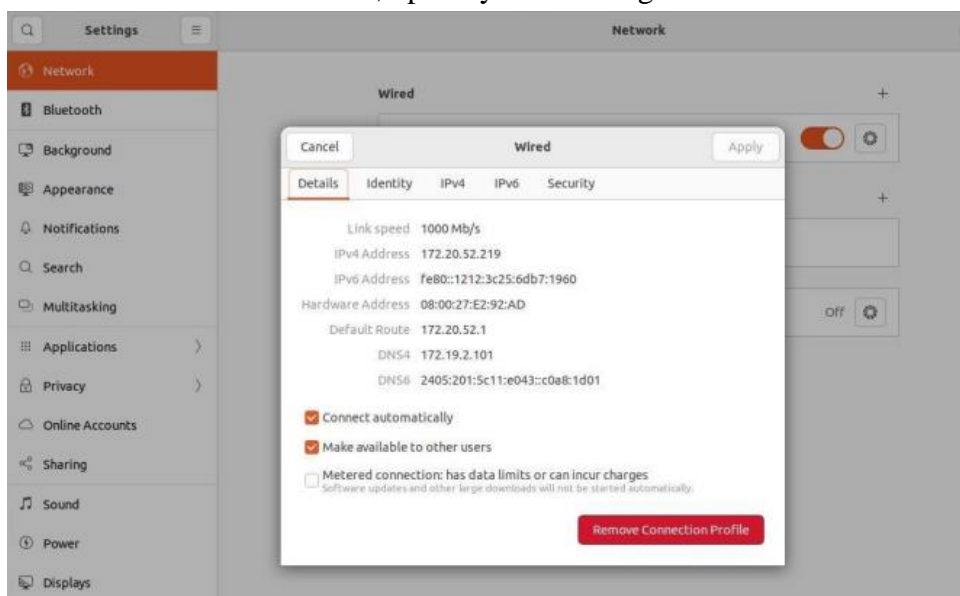 Settings
Network
Network
Bluetooth
Background
Appearance
Notifications
Search
Multitasking
Applications
Privacy
Online Accounts
Sharing
Sound
Power
Displays
Wired
Off
Cancel
Wired
Apply
Details Identity IPv4 IPv6 Security
Link speed 1000 Mb/s
IPv4 Address 172.20.52.219
IPv6 Address fe80::1212:3c25:6db7:1960
Hardware Address 08:00:27:E2:92:AD
Default Route 172.20.52.1
DNS4 172.19.2.101
DNS6 2405:201:5c11:e043::c0a8:1d01
Connect automatically
Make available to other users
Metered connection: has data limits or can incur charges
Software updates and other large downloads will not be started automatically.
Remove Connection Profile